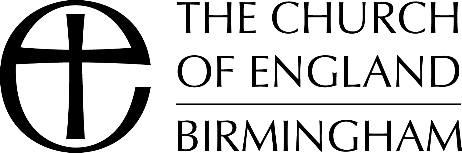 THE CHURCH
OF ENGLAND
BIRMINGHAM